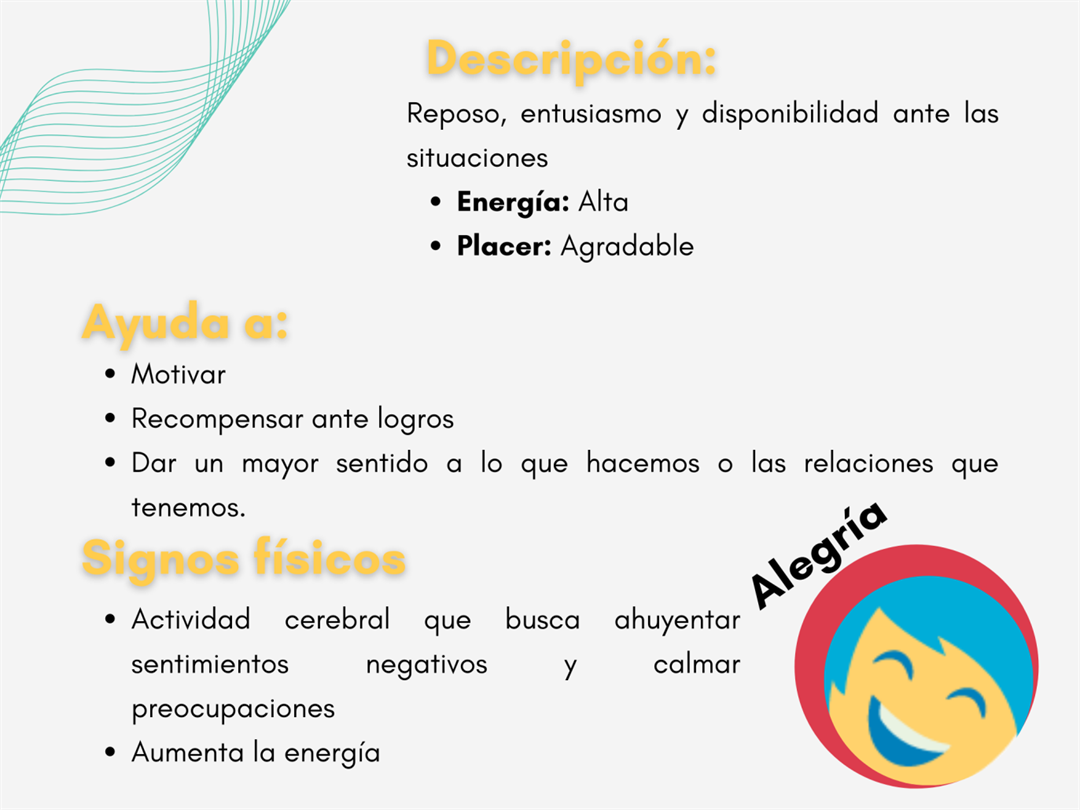 Descripción:
Reposo, entusiasmo y disponibilidad ante las
situaciones
• Energía: Alta
• Placer: Agradable
Ayuda a:
• Motivar
• Recompensar ante logros
• Dar un mayor sentido a lo que hacemos o las relaciones que
tenemos.
Signos físicos
• Actividad cerebral que busca ahuyentar
sentimientos negativos y calmar
preocupaciones
• Aumenta la energía
Alegría